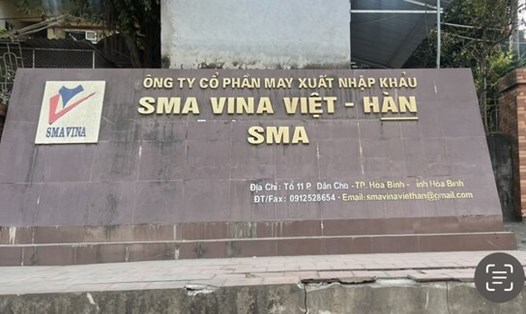 CÔNG TY CỔ PHẦN MAY XUẤT NHẬP KHẨU
SMA VINA VIỆT - HÀN
SMA
SMAVINA
Địa Chỉ: Tổ 11 P. Dân Chủ -TP. Hòa Bình - ỉnh Hòa Bình
ĐT/Fax: 0912528654 - Email: smavinaviethan@gmail.com